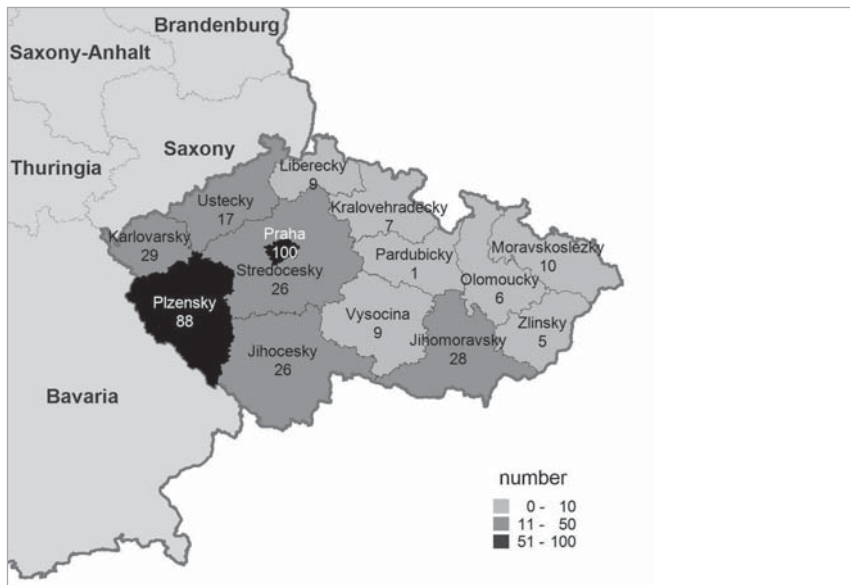 Brandenburg
Saxony-Anhalt
Saxony
Thuringia
Liberecky
9
Ustecky
17
Kralovehradecky
7
Karlovarsky
29
Praha
100
Moravskoslezky
10
Pardubicky
1
Stredocesky
26
Olomoucky
6
Plzensky
88
Vysocina
9
Zlinsky
5
Jihomoravsky
28
Jihocesky
26
Bavaria
number
0 - 10
11 - 50
51 - 100